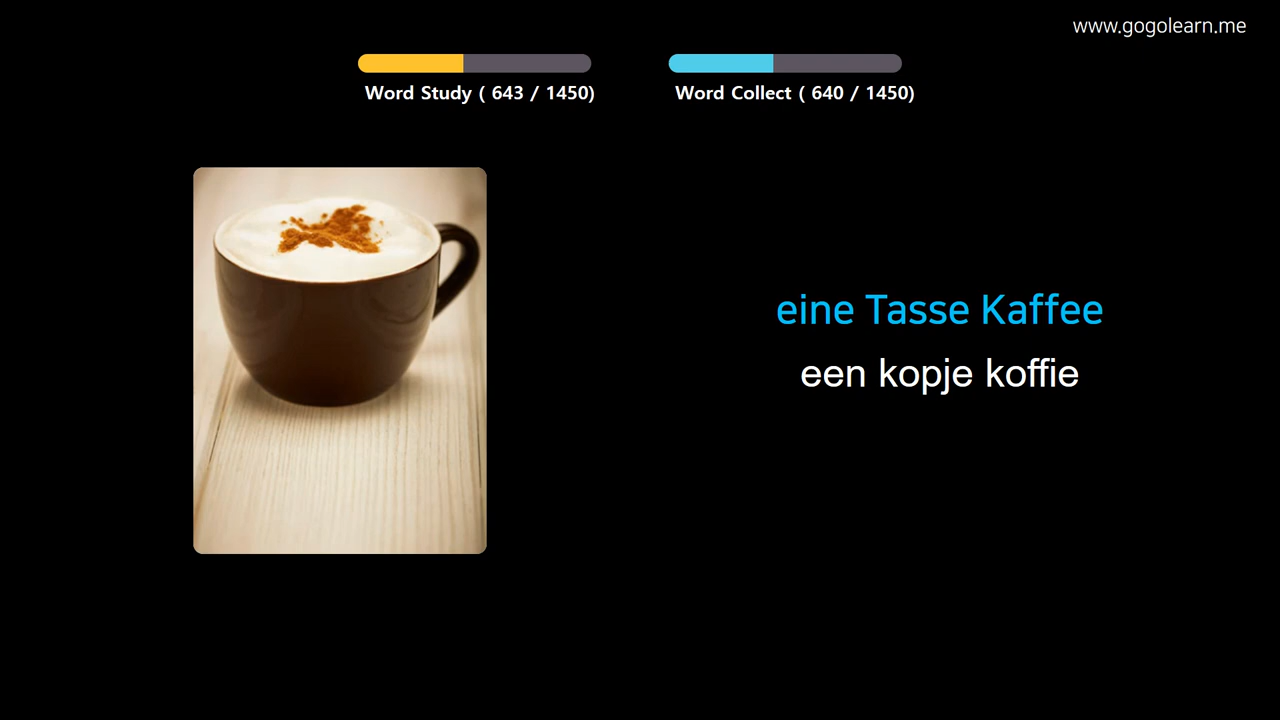 www.gogolearn.me
Word Study ( 643 / 1450)
Word Collect ( 640 / 1450)
eine Tasse Kaffee
een kopje koffie